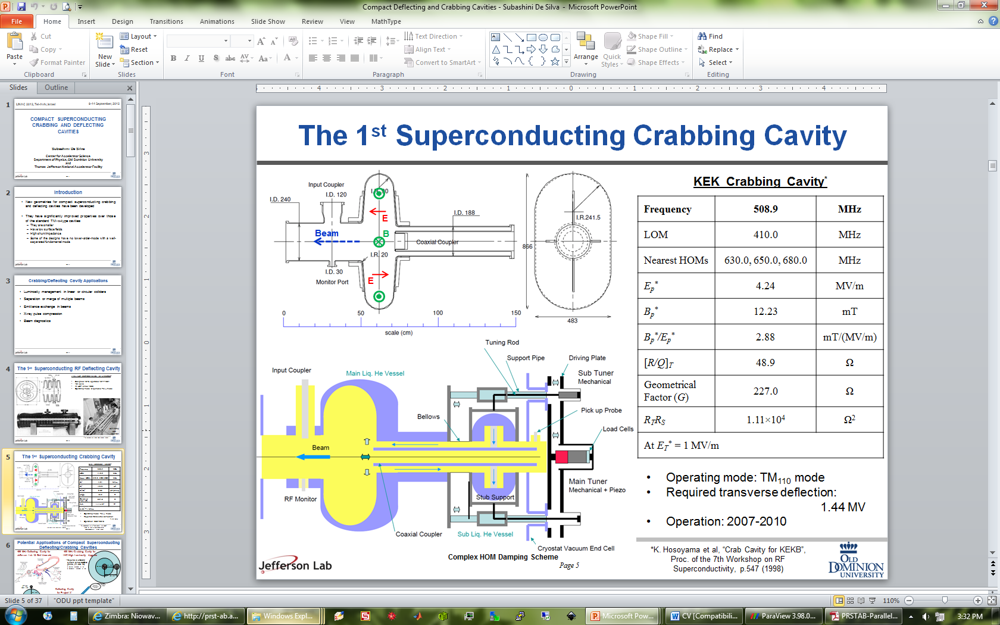 Compact Deflecting and Crabbing Cavities - Subashini De Silva - Microsoft PowerPoint
File Home Insert Design Transitions Animations Slide Show Review View MathType
Paste
Cut
Copy
Format Painter
Clipboard
New Slide
Layout
Reset
Section
Slides
B I U S abc AV Aa A
Font
Text Direction
Align Text
Convert to SmartArt
Paragraph
Arrange
Quick Styles
Shape Fill
Shape Outline
Shape Effects
Drawing
Find
Replace
Select
Editing
Slides Outline
1
LINAC 2012, Tel-Aviv, Israel
9-14 September, 2012
COMPACT SUPERCONDUCTING
CRABBING AND DEFLECTING
CAVITIES
Subashini De Silva
Center for Accelerator Science
Department of Physics, Old Dominion University
and
Thomas Jefferson National Accelerator Facility
2
Introduction
New geometries for compact superconducting crabbing
and deflecting cavities have been developed
They have significantly improved properties over those
of the standard TM-type cavities
– They are smaller
– Have low surface fields
– High shunt impedance
– Some of the designs have no lower-order-mode with a well-
separated fundamental mode
3
Crabbing/Deflecting Cavity Applications
Luminosity management in linear or circular colliders
Separation or merge of multiple beams
Emittance exchange in beams
X-ray pulse compression
Beam diagnostics
4
The 1st Superconducting RF Deflecting Cavity
5
The 1st Superconducting Crabbing Cavity
6
Potential Applications of Compact Superconducting
Deflecting/Crabbing Cavities
The 1st Superconducting Crabbing Cavity
Input Coupler
I.D. 240
I.D. 120
I.D. 188
E
Beam
B
Coaxial Coupler
I.R. 20
I.D. 30
Monitor Port
E
I.R.241.5
866
483
0 50 100 150
scale (cm)
KEK Crabbing Cavity*
Frequency 508.9 MHz
LOM 410.0 MHz
Nearest HOMs 630.0, 650.0, 680.0 MHz
Ep* 4.24 MV/m
Bp* 12.23 mT
Bp*/Ep* 2.88 mT/(MV/m)
[R/Q]T 48.9 Ω
Geometrical Factor (G) 227.0 Ω
RTRS 1.11×10⁴ Ω²
At ET* = 1 MV/m
Tuning Rod
Support Pipe
Driving Plate
Input Coupler
Main Liq. He Vessel
Sub Tuner
Mechanical
Bellows
Pick up Probe
Load Cells
Beam
Main Tuner
Mechanical + Piezo
RF Monitor
Stub Support
Coaxial Coupler
Sub Liq. He Vessel
Cryostat Vacuum End Cell
Complex HOM Damping Scheme
• Operating mode: TM110 mode
• Required transverse deflection:
1.44 MV
• Operation: 2007-2010
*K. Hosoyama et al, "Crab Cavity for KEKB",
Proc. of the 7th Workshop on RF
Superconductivity, p.547 (1998)
Jefferson Lab
Page 5
OLD DOMINION UNIVERSITY
Slide 5 of 37 "ODU ppt template" 110%
Zimbra: Niowav... http://prst-ab.a... Windows Expl... Microsoft Pow... CV [Compatibili... ParaView 3.98.0... PRSTAB-Parallel... 3:32 PM